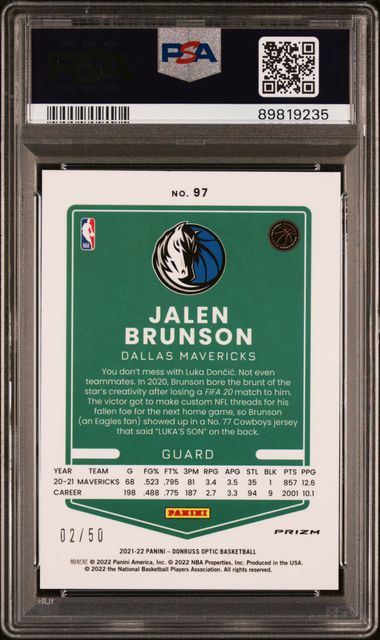 PSA
PSA
89819235
NO. 97
NBA
JALEN
BRUNSON
DALLAS MAVERICKS
You don't mess with Luka Dončić. Not even
teammates. In 2020, Brunson bore the brunt of the
star's creativity after losing a FIFA 20 match to him.
The victor got to make custom NFL threads for his
fallen foe for the next home game, so Brunson
(an Eagles fan) showed up in a No. 77 Cowboys jersey
that said “LUKA'S SON” on the back.
GUARD
YEAR TEAM G FG% FT% 3PM RPG APG STL BLK PTS PPG
20-21 MAVERICKS 68 .523 .795 81 3.4 3.5 35 1 857 12.6
CAREER 198 .488 .775 187 2.7 3.3 94 9 2001 10.1
PANINI
02/50
PRIZM
2021-22 PANINI – DONRUSS OPTIC BASKETBALL
© 2022 Panini America, Inc. © 2022 NBA Properties, Inc. Produced in the USA.
© 2022 the National Basketball Players Association. All rights reserved.